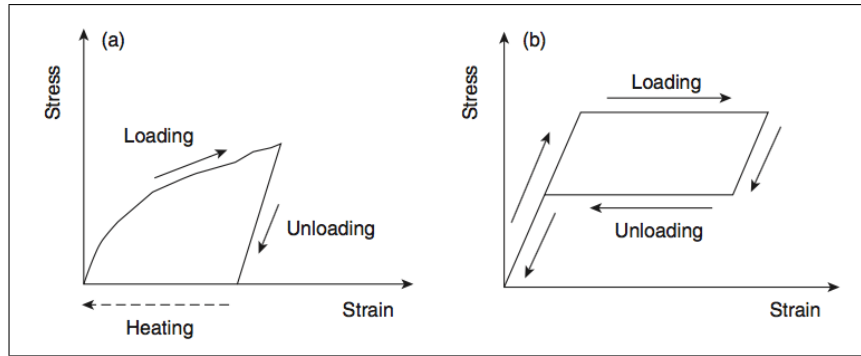 (a)
Stress
Loading
Unloading
Strain
Heating
(b)
Stress
Loading
Unloading
Strain